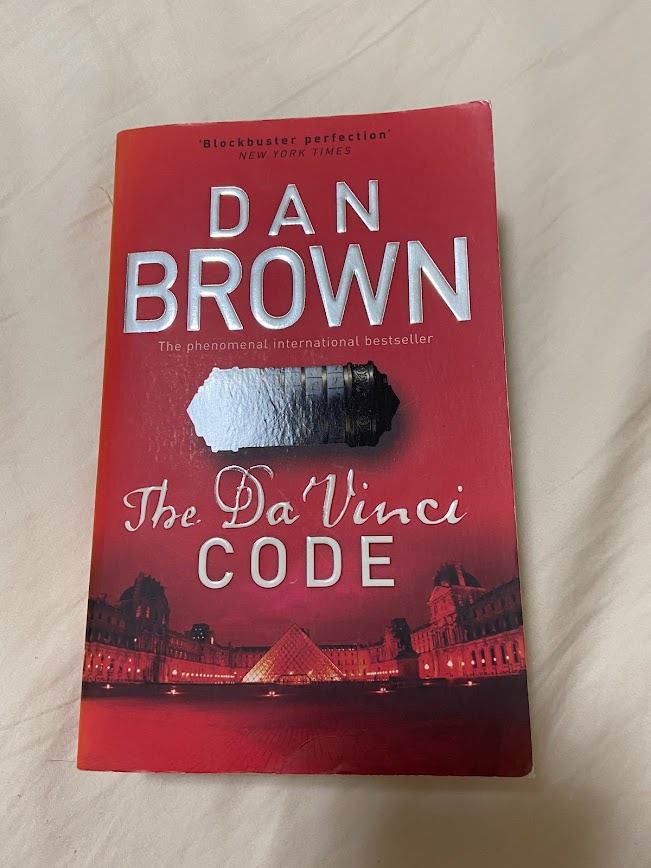 'Blockbuster perfection'
NEW YORK TIMES
DAN
BROWN
The phenomenal international bestseller
The Da Vinci
CODE